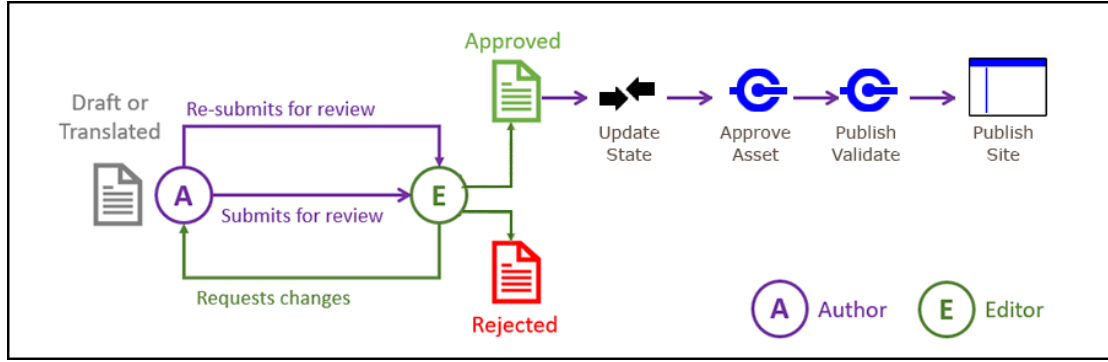 Approved
Draft or
Translated
Re-submits for review
A
E
Submits for review
Requests changes
Rejected
Update
State
Approve
Asset
Publish
Validate
Publish
Site
A Author
E Editor